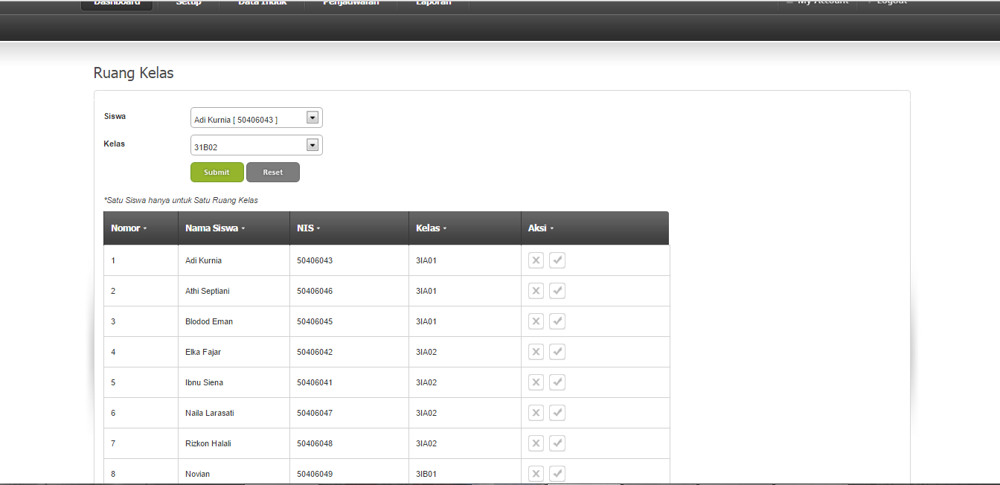 Dashboard Setup Data Induk Penjadwalan Laporan My Account Logout
Ruang Kelas
Siswa Adi Kurnia [ 50406043 ]
Kelas 31B02
Submit Reset
*Satu Siswa hanya untuk Satu Ruang Kelas
Nomor Nama Siswa NIS Kelas Aksi
1 Adi Kurnia 50406043 3IA01
2 Athi Septiani 50406046 3IA01
3 Blodod Eman 50406045 3IA01
4 Elka Fajar 50406042 3IA02
5 Ibnu Siena 50406041 3IA02
6 Naila Larasati 50406047 3IA02
7 Rizkon Halali 50406048 3IA02
8 Novian 50406049 3IB01